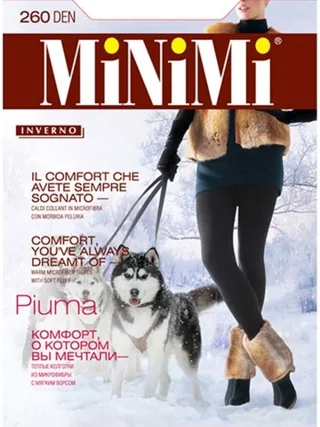 260 DEN
MiNiMi®
INVERNO
IL COMFORT CHE
AVETE SEMPRE
SOGNATO —
CALDI COLLANT IN MICROFIBRA
CON MORBIDA PELURIA
COMFORT,
YOU'VE ALWAYS
DREAMT OF —
WARM MICROFIBER TIGHTS
WITH SOFT FLUFF
Piuma
КОМФОРТ,
О КОТОРОМ
ВЫ МЕЧТАЛИ—
ТЕПЛЫЕ КОЛГОТКИ
ИЗ МИКРОФИБРЫ
С МЯГКИМ ВОРСОМ